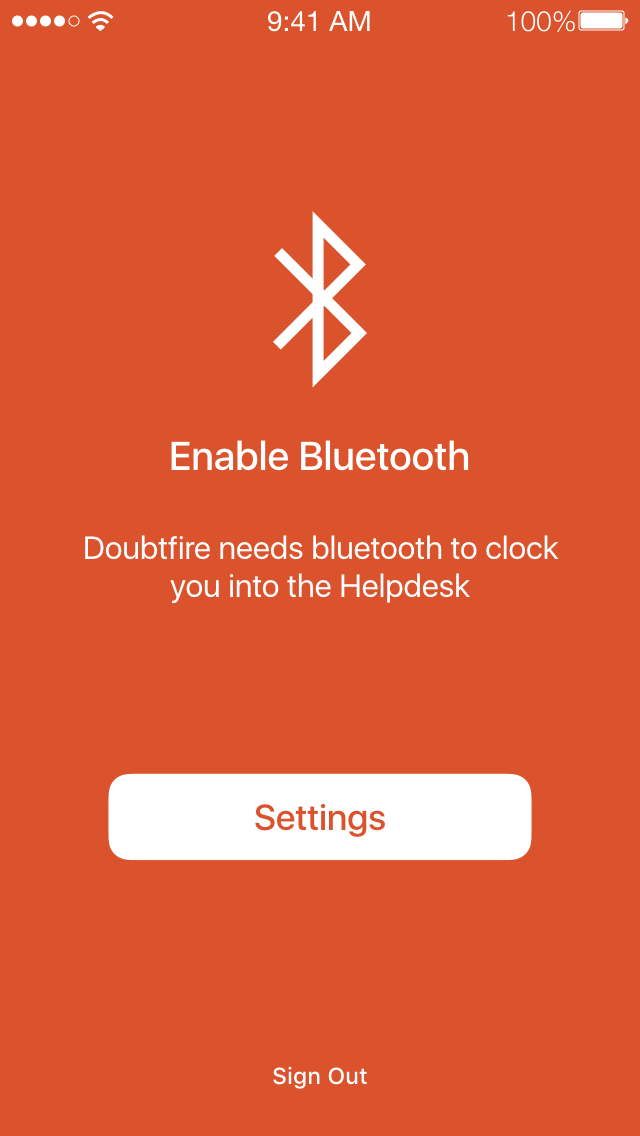 9:41 AM 100%
Enable Bluetooth
Doubtfire needs bluetooth to clock
you into the Helpdesk
Settings
Sign Out